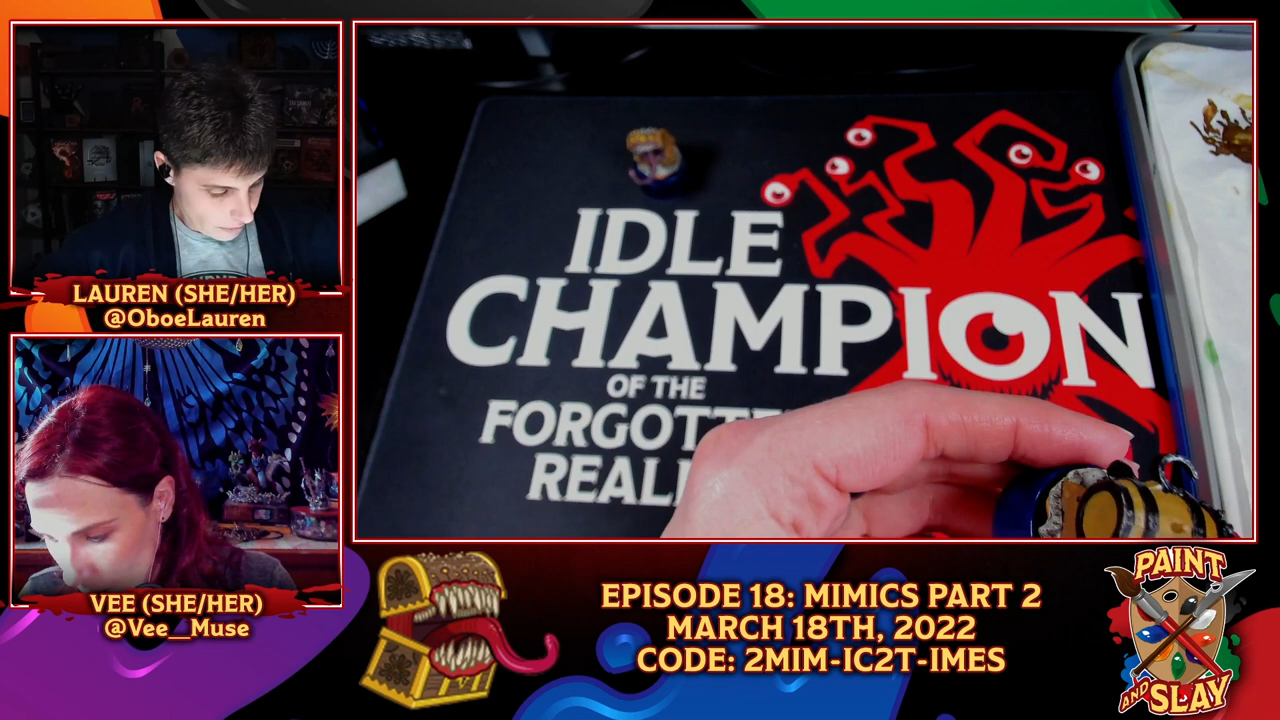 LAUREN (SHE/HER)
@OboeLauren
VEE (SHE/HER)
@Vee__Muse
IDLE
CHAMPION
OF THE
FORGOTTE
REAL
EPISODE 18: MIMICS PART 2
MARCH 18TH, 2022
CODE: 2MIM-IC2T-IMES
PAINT
AND SLAY